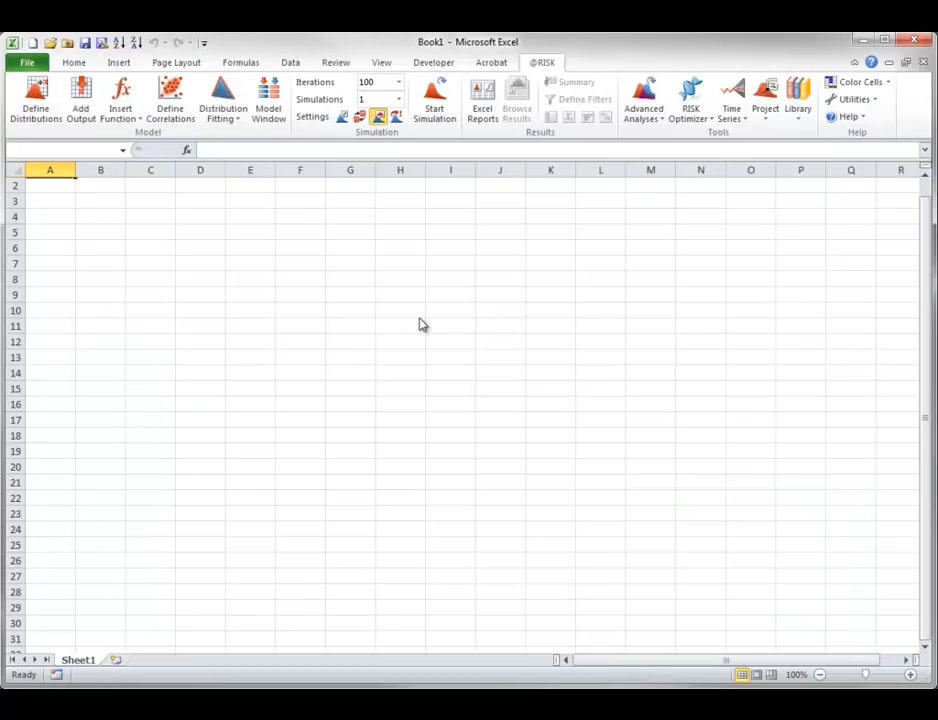 Book1 - Microsoft Excel
File Home Insert Page Layout Formulas Data Review View Developer Acrobat @RISK
Define Distributions
Add Output
Insert Function
Define Correlations
Distribution Fitting
Model Window
Model
Iterations 100
Simulations 1
Settings
Start Simulation
Simulation
Excel Reports
Browse Results
Summary
Define Filters
Results
Advanced Analyses
RISK Optimizer
Time Series
Project
Library
Tools
Color Cells
Utilities
Help
Help
fx
A B C D E F G H I J K L M N O P Q R
2
3
4
5
6
7
8
9
10
11
12
13
14
15
16
17
18
19
20
21
22
23
24
25
26
27
28
29
30
31
Sheet1
Ready
100%